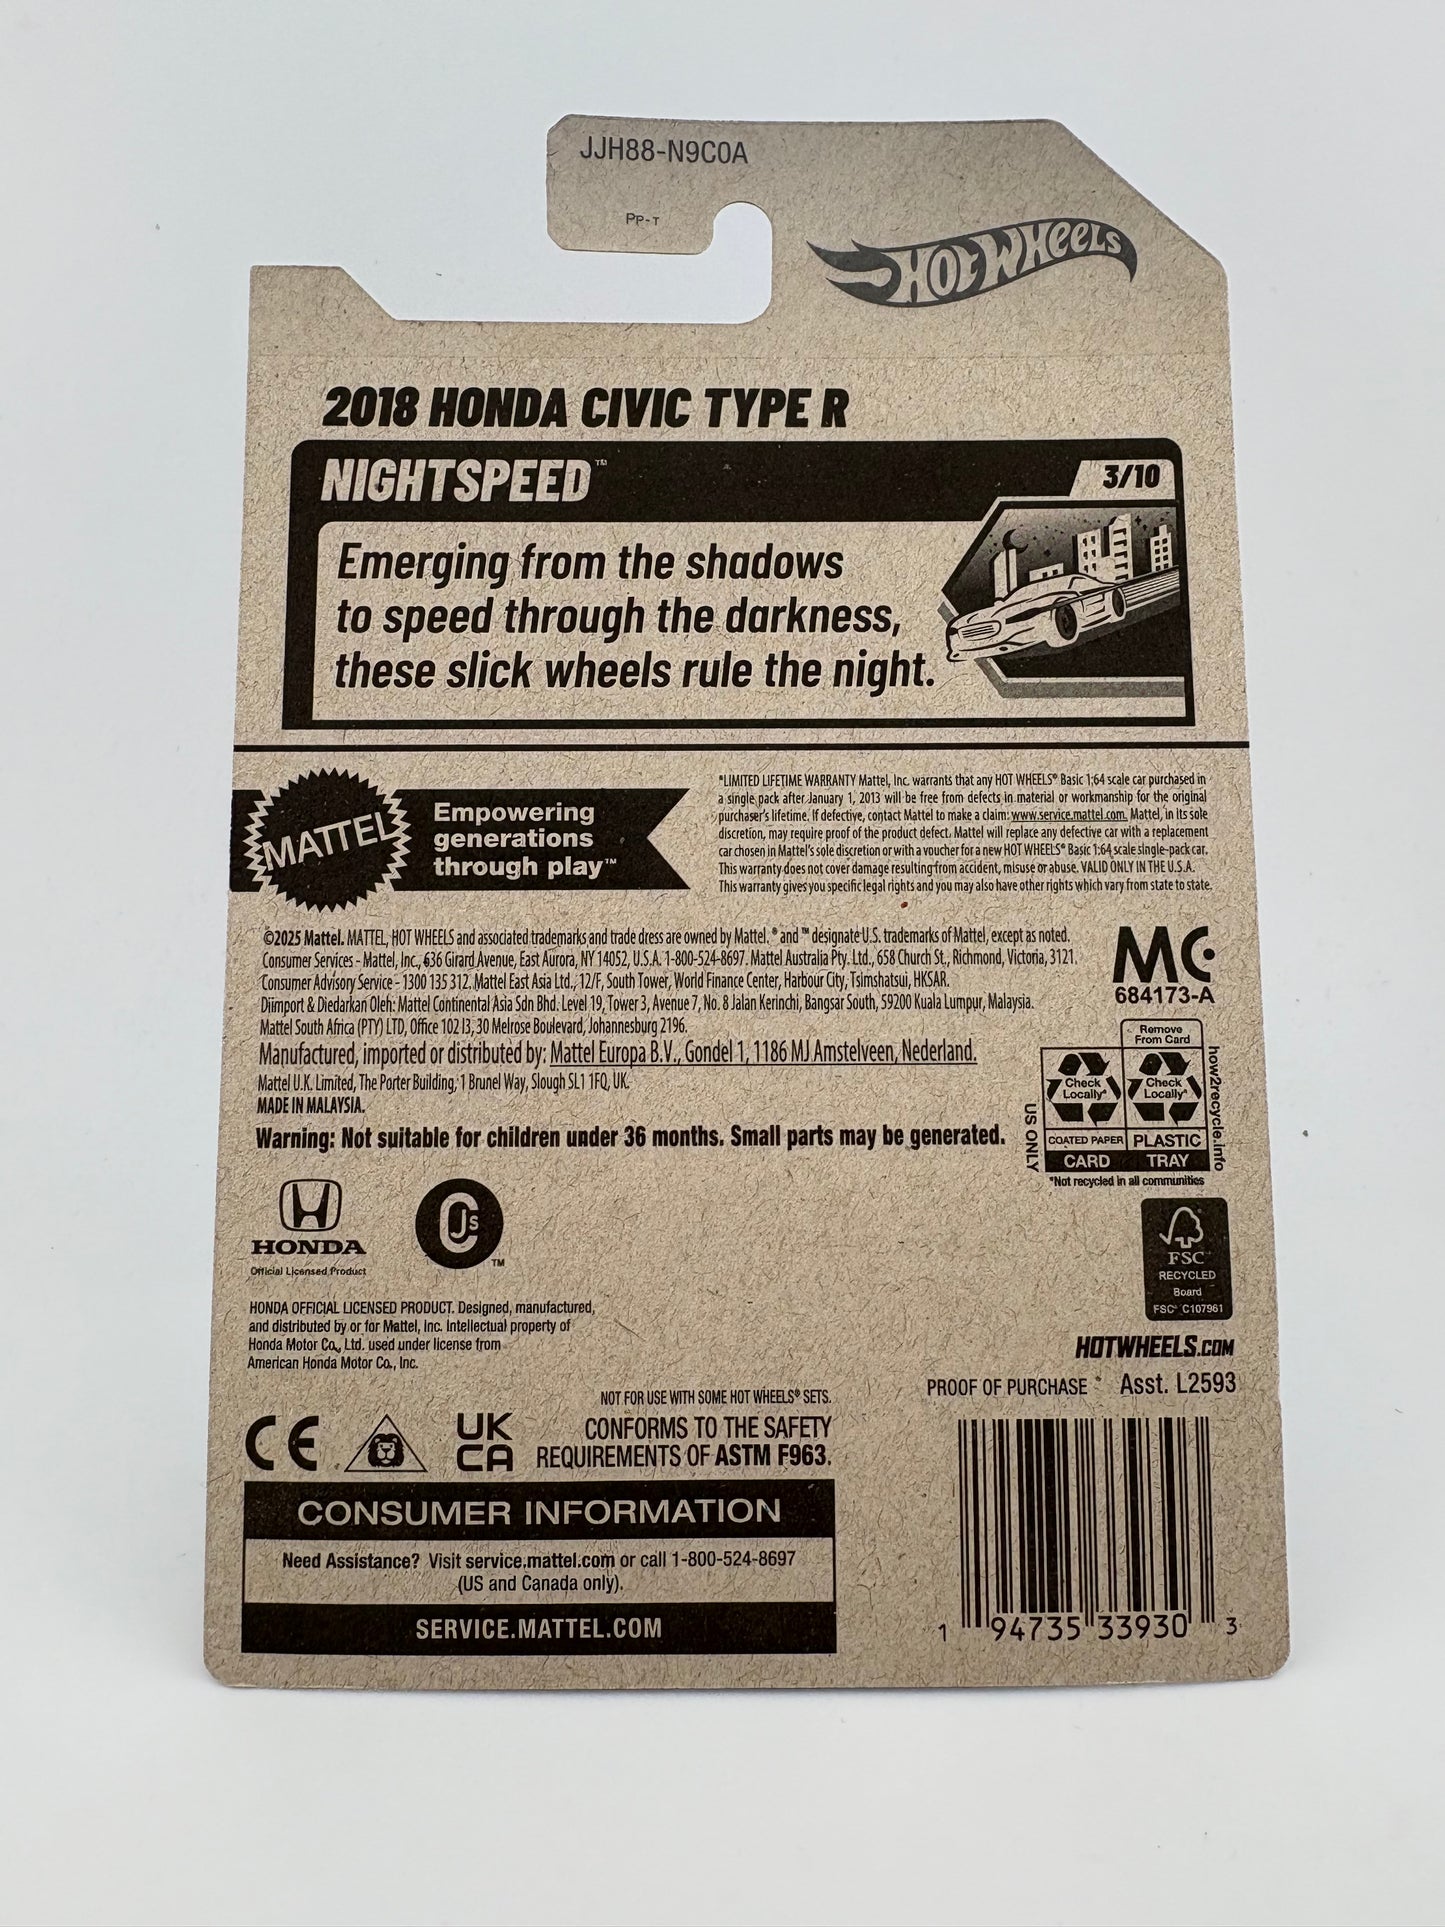 JJH88-N9C0A
PP-T
HOT WHEELS
2018 HONDA CIVIC TYPE R
NIGHTSPEED™
3/10
Emerging from the shadows
to speed through the darkness,
these slick wheels rule the night.
MATTEL
Empowering
generations
through play™
*LIMITED LIFETIME WARRANTY Mattel, Inc. warrants that any HOT WHEELS® Basic 1:64 scale car purchased in
a single pack after January 1, 2013 will be free from defects in material or workmanship for the original
purchaser's lifetime. If defective, contact Mattel to make a claim: www.service.mattel.com. Mattel, in its sole
discretion, may require proof of the product defect. Mattel will replace any defective car with a replacement
car chosen in Mattel's sole discretion or with a voucher for a new HOT WHEELS® Basic 1:64 scale single-pack car.
This warranty does not cover damage resulting from accident, misuse or abuse. VALID ONLY IN THE U.S.A.
This warranty gives you specific legal rights and you may also have other rights which vary from state to state.
©2025 Mattel. MATTEL, HOT WHEELS and associated trademarks and trade dress are owned by Mattel. ® and ™ designate U.S. trademarks of Mattel, except as noted.
Consumer Services - Mattel, Inc., 636 Girard Avenue, East Aurora, NY 14052, U.S.A. 1-800-524-8697. Mattel Australia Pty. Ltd., 658 Church St., Richmond, Victoria, 3121.
Consumer Advisory Service - 1300 135 312. Mattel East Asia Ltd., 12/F, South Tower, World Finance Center, Harbour City, Tsimshatsui, HKSAR.
Diimport & Diedarkan Oleh: Mattel Continental Asia Sdn Bhd. Level 19, Tower 3, Avenue 7, No. 8 Jalan Kerinchi, Bangsar South, 59200 Kuala Lumpur, Malaysia.
Mattel South Africa (PTY) LTD, Office 102 I3, 30 Melrose Boulevard, Johannesburg 2196.
Manufactured, imported or distributed by: Mattel Europa B.V., Gondel 1, 1186 MJ Amstelveen, Nederland.
Mattel U.K. Limited, The Porter Building, 1 Brunel Way, Slough SL1 1FQ, UK.
MADE IN MALAYSIA.
Warning: Not suitable for children under 36 months. Small parts may be generated.
MC
684173-A
Remove
From Card
Check
Locally*
Check
Locally*
COATED PAPER
PLASTIC
CARD
TRAY
US ONLY
how2recycle.info
*Not recycled in all communities
HONDA
Official Licensed Product
CJS
™
FSC®
RECYCLED
Board
FSC® C107961
HONDA OFFICIAL LICENSED PRODUCT. Designed, manufactured,
and distributed by or for Mattel, Inc. Intellectual property of
Honda Motor Co., Ltd. used under license from
American Honda Motor Co., Inc.
HOTWHEELS.COM
PROOF OF PURCHASE
Asst. L2593
NOT FOR USE WITH SOME HOT WHEELS® SETS.
CONFORMS TO THE SAFETY
REQUIREMENTS OF ASTM F963.
CE
UK
CA
CONSUMER INFORMATION
Need Assistance? Visit service.mattel.com or call 1-800-524-8697
(US and Canada only).
SERVICE.MATTEL.COM
1 94735 33930 3